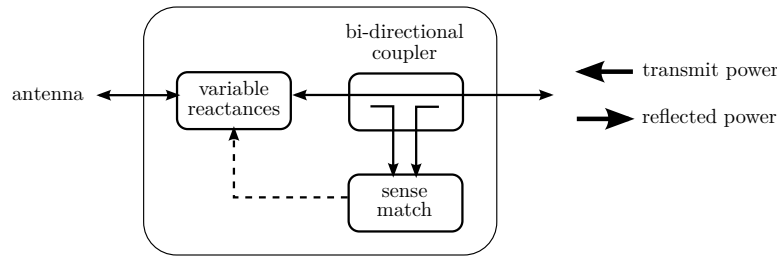 bi-directional
coupler
antenna
variable
reactances
transmit power
reflected power
sense
match